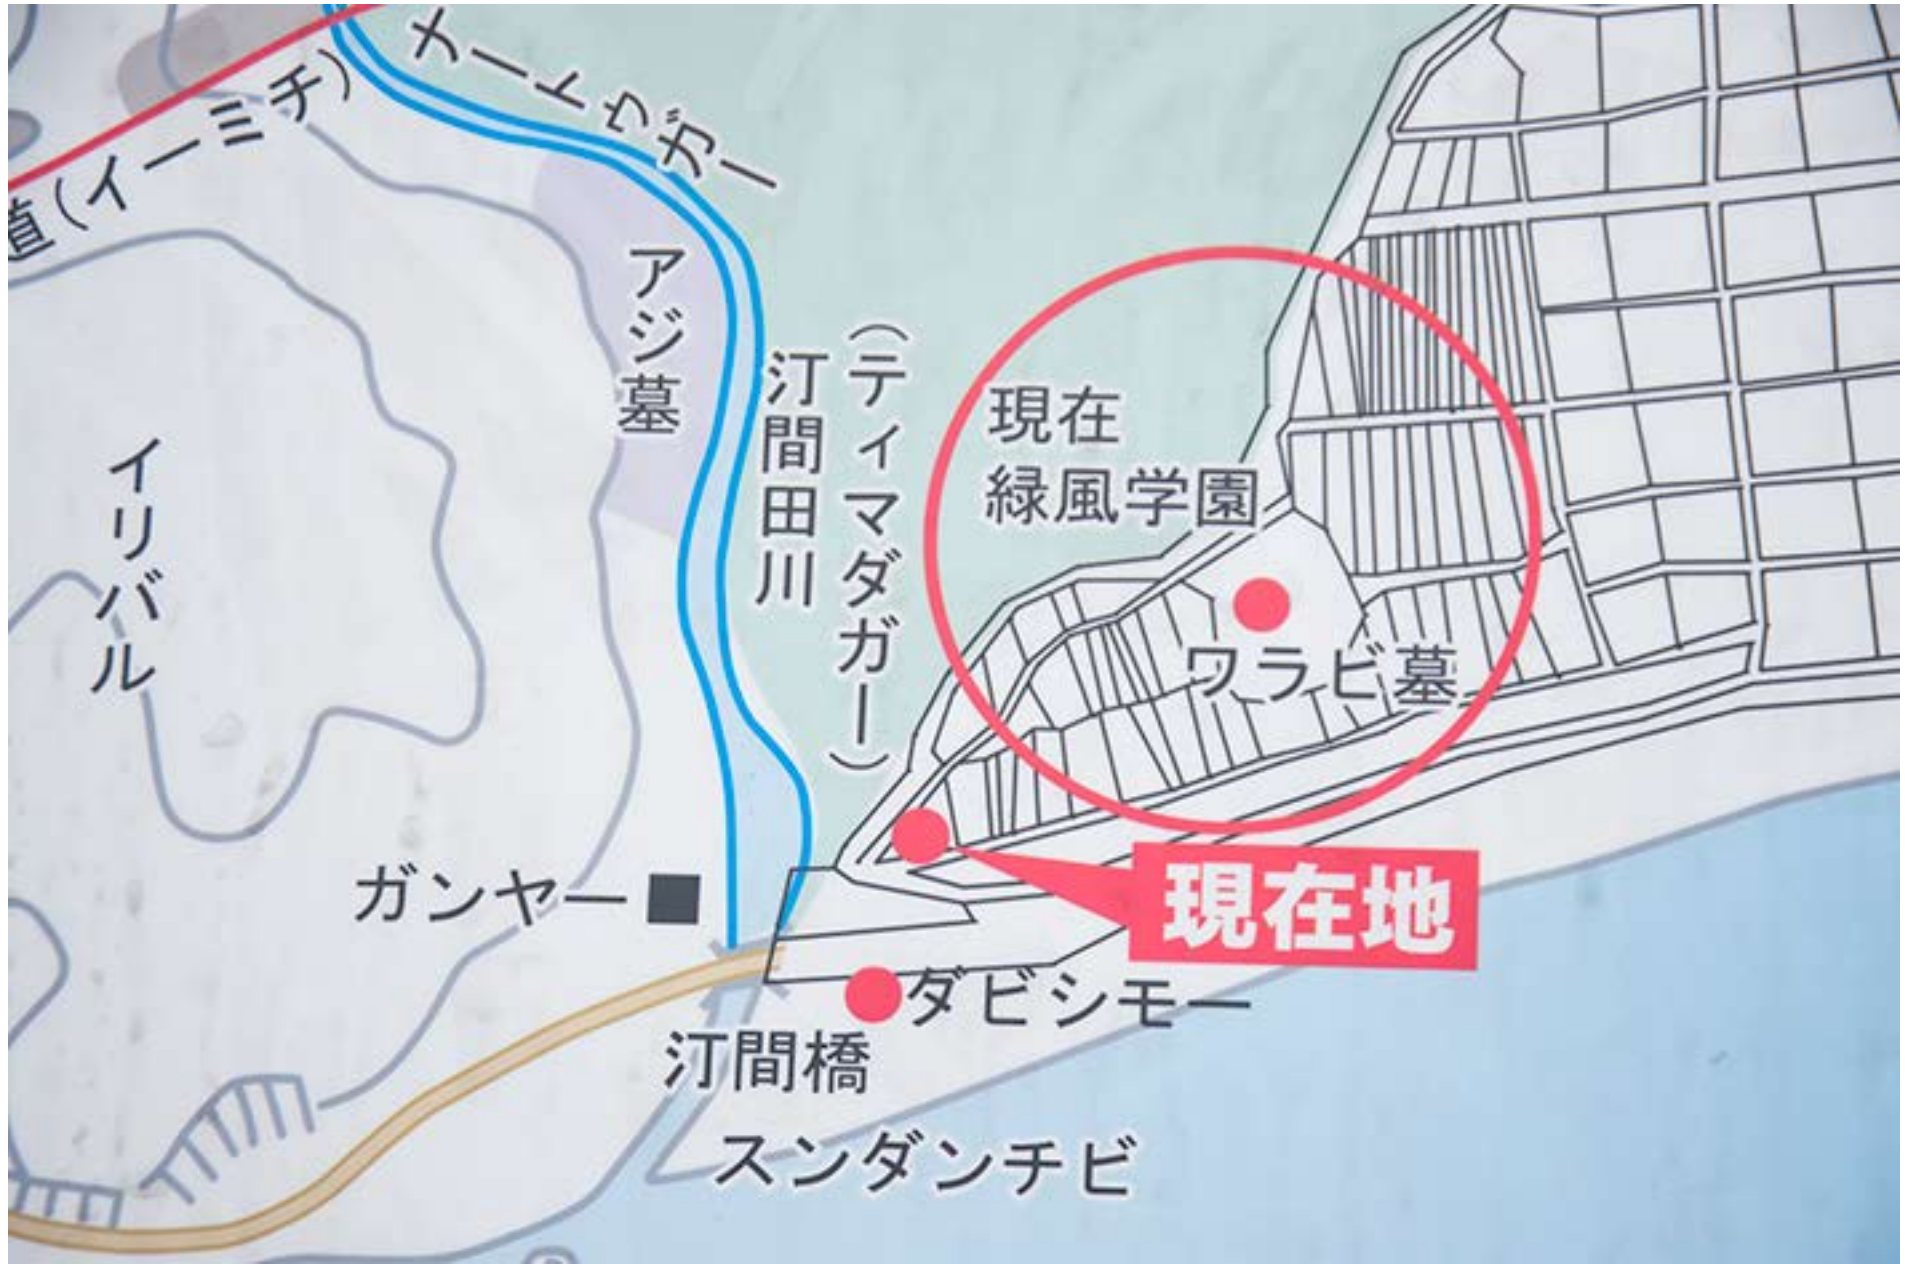 ナートウガー
道(イーミチ)
アジ墓
汀間田川
(ティマダガー)
現在
緑風学園
イリバル
ワラビ墓
ガンヤー
現在地
ダビシモー
汀間橋
スンダンチビ